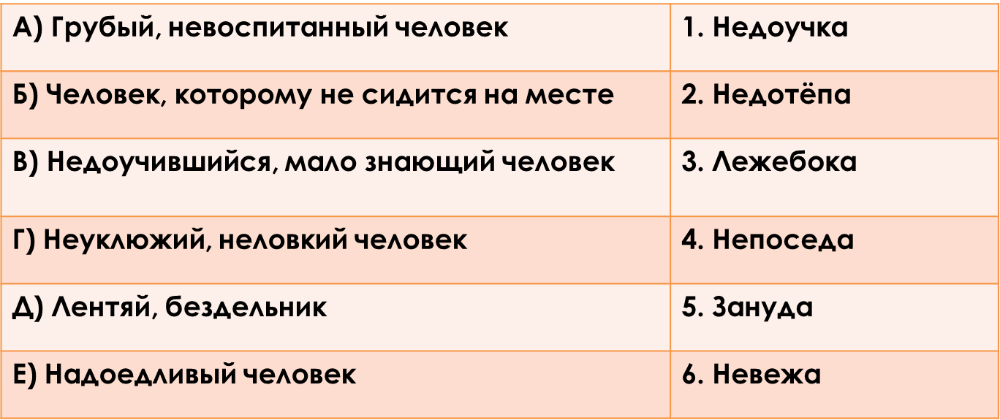 А) Грубый, невоспитанный человек
1. Недоучка
Б) Человек, которому не сидится на месте
2. Недотёпа
В) Недоучившийся, мало знающий человек
3. Лежебока
Г) Неуклюжий, неловкий человек
4. Непоседа
Д) Лентяй, бездельник
5. Зануда
Е) Надоедливый человек
6. Невежа